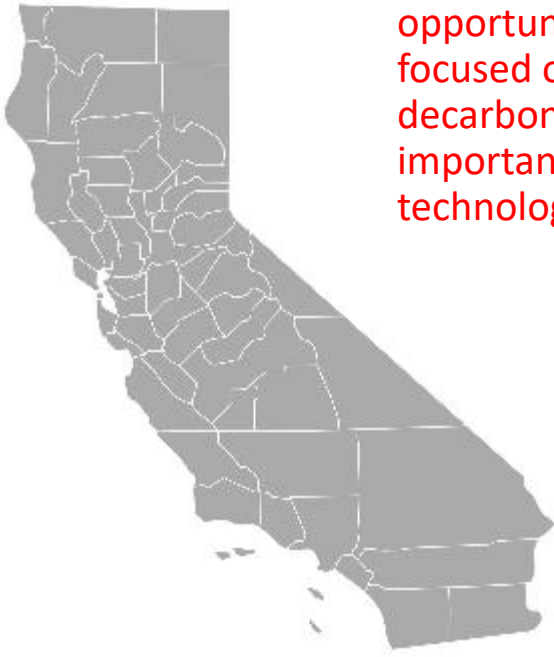 opportun
focused o
decarbon
importan
technolog